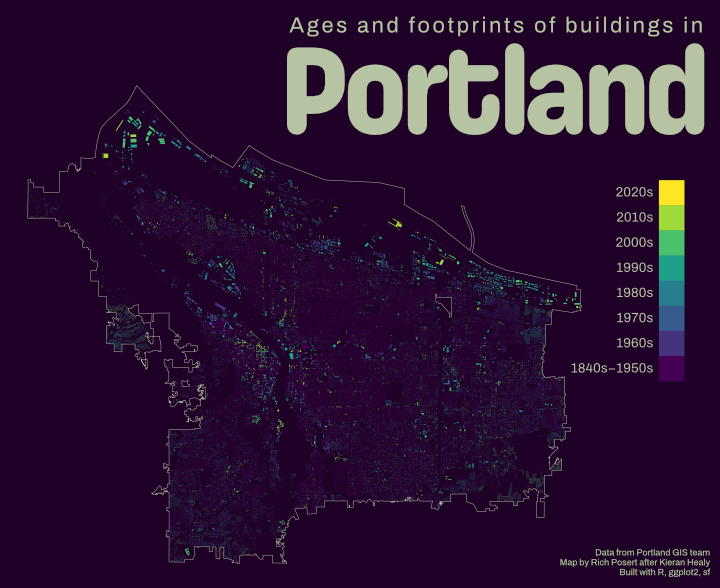 Ages and footprints of buildings in
Portland
2020s
2010s
2000s
1990s
1980s
1970s
1960s
1840s–1950s
Data from Portland GIS team
Map by Rich Posert after Kieran Healy
Built with R, ggplot2, sf